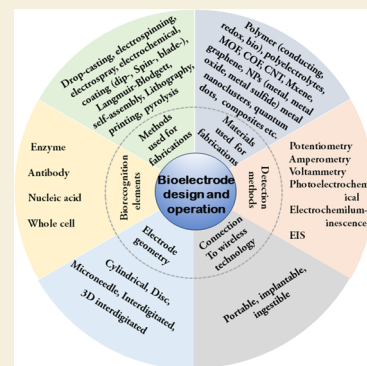 Drop-casting, electrospinning,
electrospray, electrochemical,
coating (dip-, Spin-, blade-),
Langmuir-Blodgett,
self-assembly, Lithography,
printing, pyrolysis
Methods
used for
fabrications
Polymer (conducting,
redox, bio), polyelectrolytes,
MOF, COF, CNT, Mxene,
graphene, NPs (metal, metal
oxide, metal sulfide) metal
nanoclusters, quantum
dots, composites etc.
Materials
used for
fabrications
Enzyme
Antibody
Nucleic acid
Whole cell
Biorecognition
elements
Bioelectrode
design and
operation
Detection
methods
Potentiometry
Amperometry
Voltammetry
Photoelectrochem
ical
Electrochemilum-
inescence
EIS
Electrode
geometry
Cylindrical, Disc,
Microneedle, Interdigitated,
3D interdigitated
Connection
To wireless
technology
Portable, implantable,
ingestible